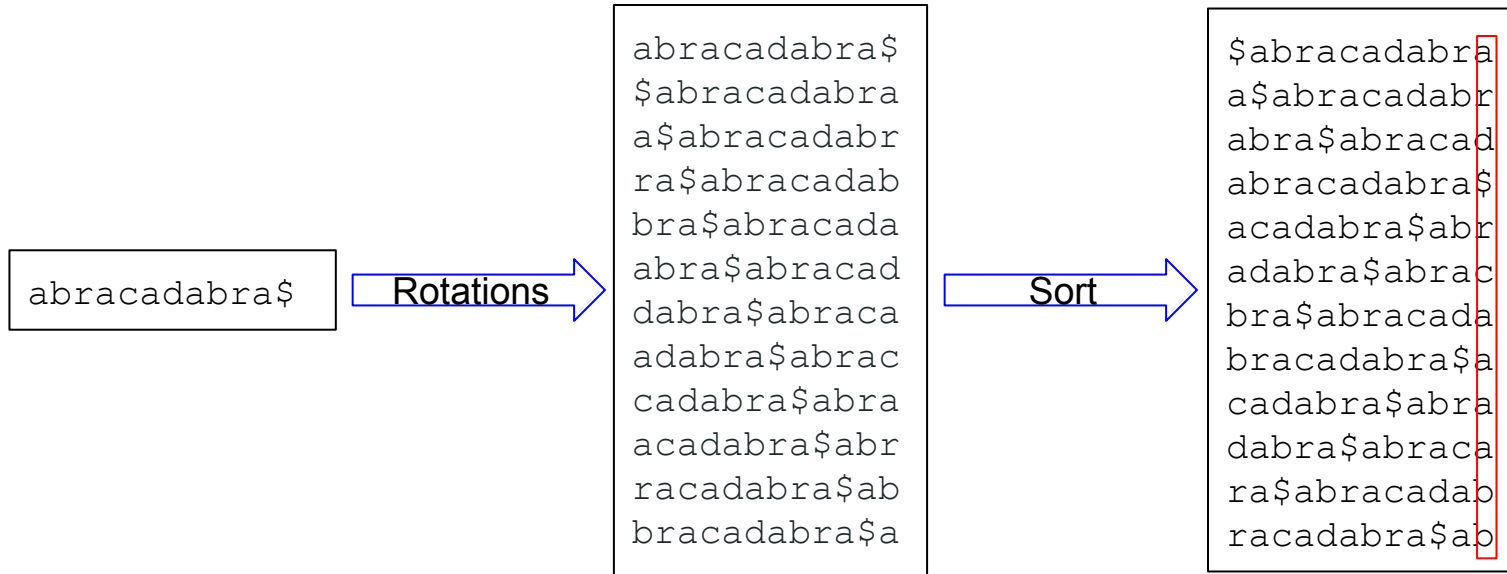 abracadabra$
Rotations
abracadabra$
$abracadabra
a$abracadabr
ra$abracadab
bra$abracada
abra$abracad
dabra$abraca
adabra$abrac
cadabra$abra
acadabra$abr
racadabra$ab
bracadabra$a
Sort
$abracadabra
a$abracadabr
abra$abracad
abracadabra$
acadabra$abr
adabra$abrac
bra$abracada
bracadabra$a
cadabra$abra
dabra$abraca
ra$abracadab
racadabra$ab